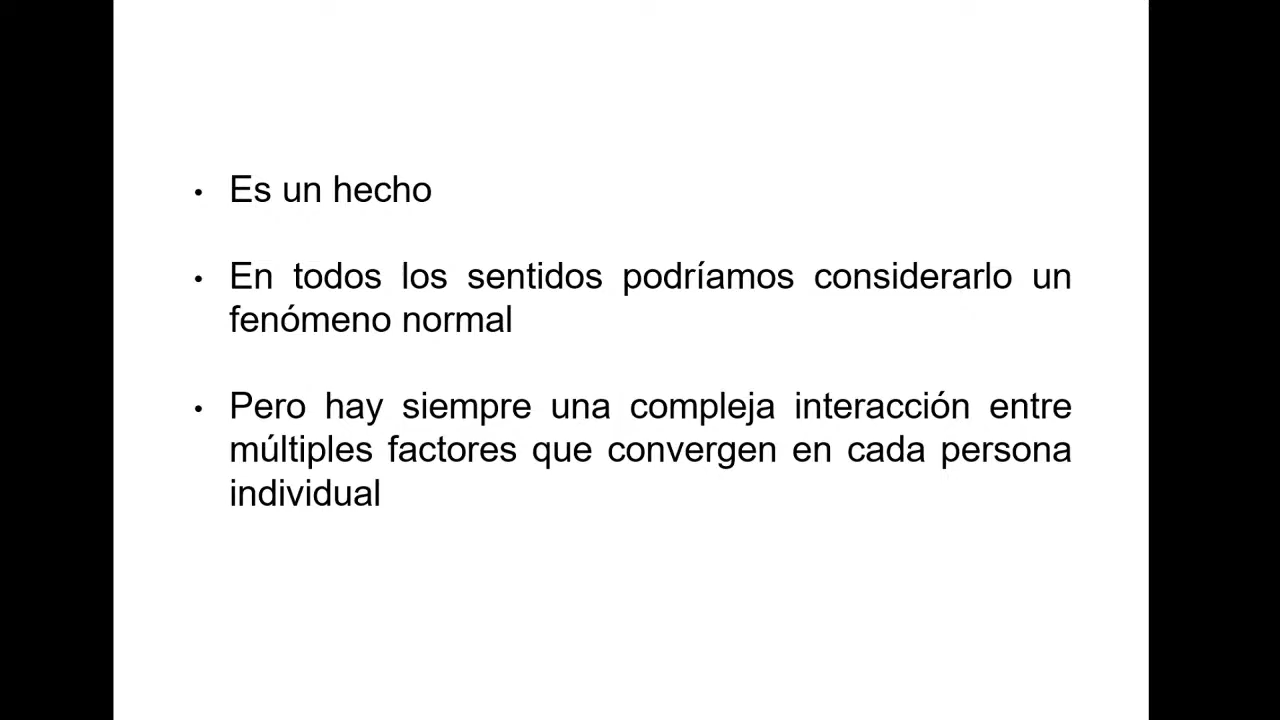 • Es un hecho
• En todos los sentidos podríamos considerarlo un
fenómeno normal
• Pero hay siempre una compleja interacción entre
múltiples factores que convergen en cada persona
individual